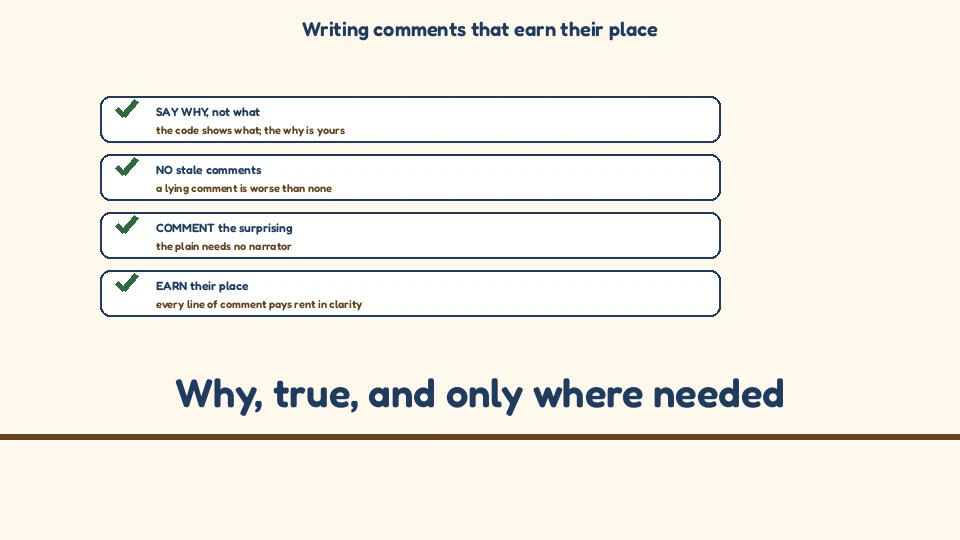 Writing comments that earn their place
SAY WHY, not what
the code shows what; the why is yours
NO stale comments
a lying comment is worse than none
COMMENT the surprising
the plain needs no narrator
EARN their place
every line of comment pays rent in clarity
Why, true, and only where needed